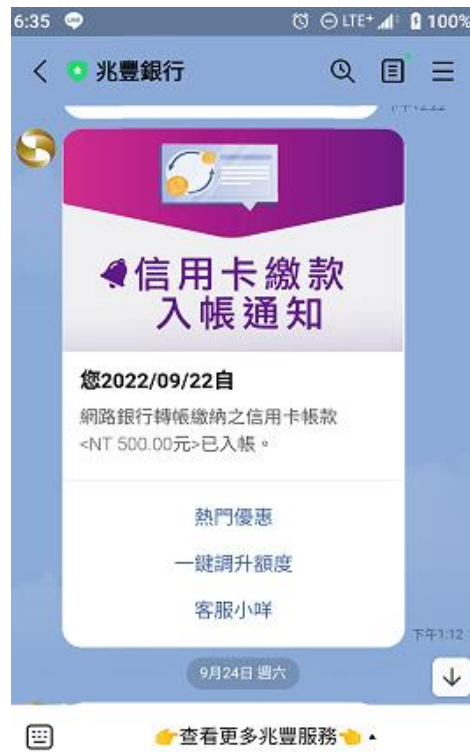 6:35 LTE+ 100%
兆豐銀行
信用卡繳款
入帳通知
您2022/09/22自
網路銀行轉帳繳納之信用卡帳款
<NT 500.00元>已入帳。
熱門優惠
一鍵調升額度
客服小咩
下午1:12
9月24日 週六
👉查看更多兆豐服務👈